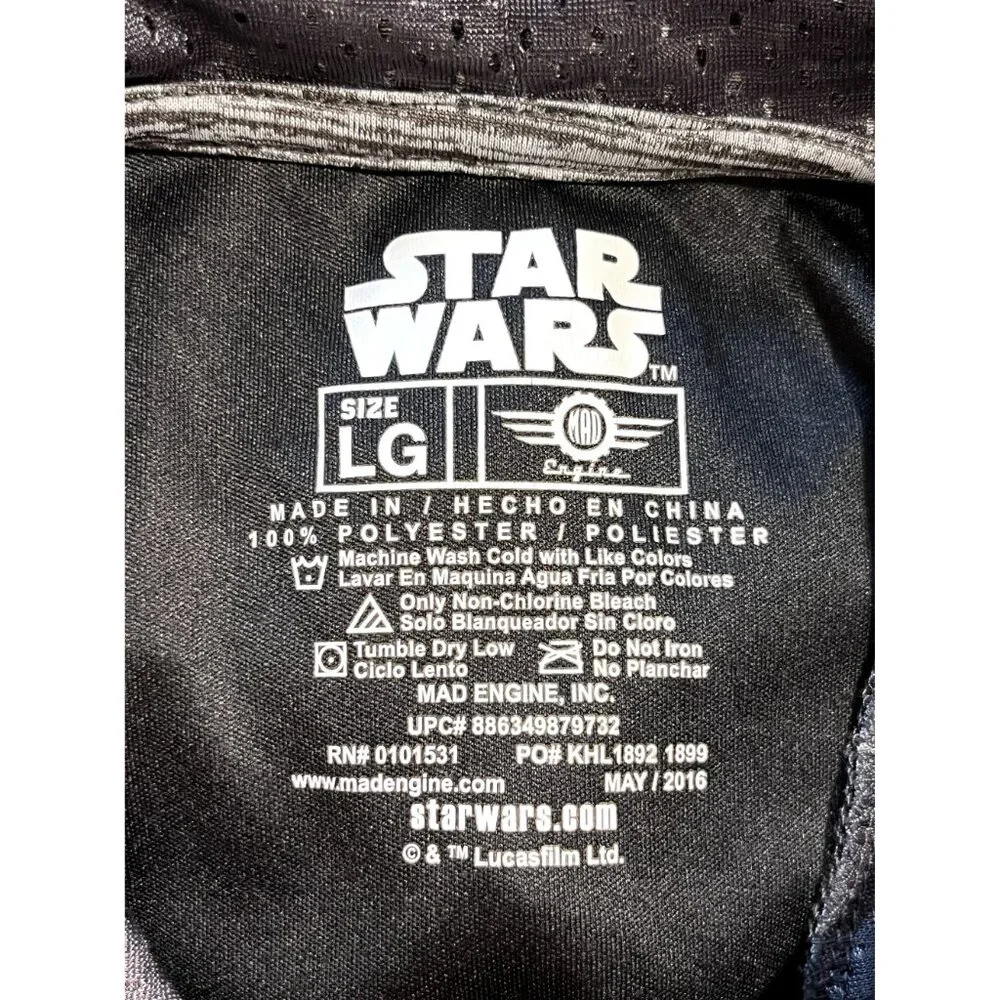 STAR
WARS™
SIZE
LG
MAD
Engine
MADE IN / HECHO EN CHINA
100% POLYESTER / POLIESTER
Machine Wash Cold with Like Colors
Lavar En Maquina Agua Fria Por Colores
Only Non-Chlorine Bleach
Solo Blanqueador Sin Cloro
Tumble Dry Low
Ciclo Lento
Do Not Iron
No Planchar
MAD ENGINE, INC.
UPC# 886349879732
RN# 0101531 PO# KHL1892 1899
www.madengine.com MAY / 2016
starwars.com
© & ™ Lucasfilm Ltd.